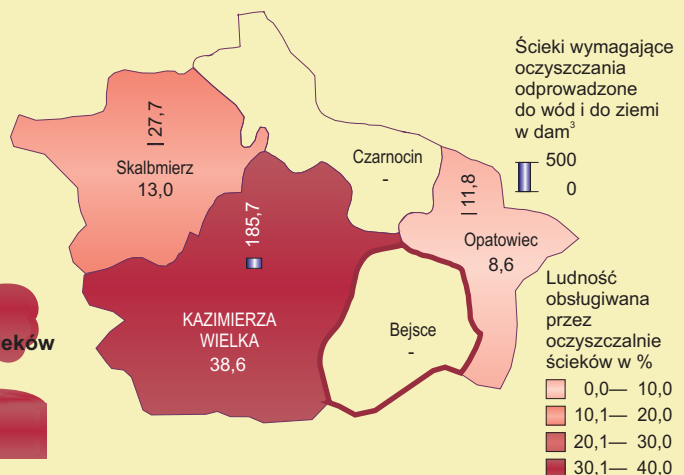 Ścieki wymagające
oczyszczania
odprowadzone
do wód i do ziemi
w dam³
500
0
27,7
Skalbmierz
13,0
Czarnocin
-
11,8
Opatowiec
8,6
185,7
KAZIMIERZA
WIELKA
38,6
Bejsce
-
eków
Ludność
obsługiwana
przez
oczyszczalnie
ścieków w %
0,0— 10,0
10,1— 20,0
20,1— 30,0
30,1— 40,0